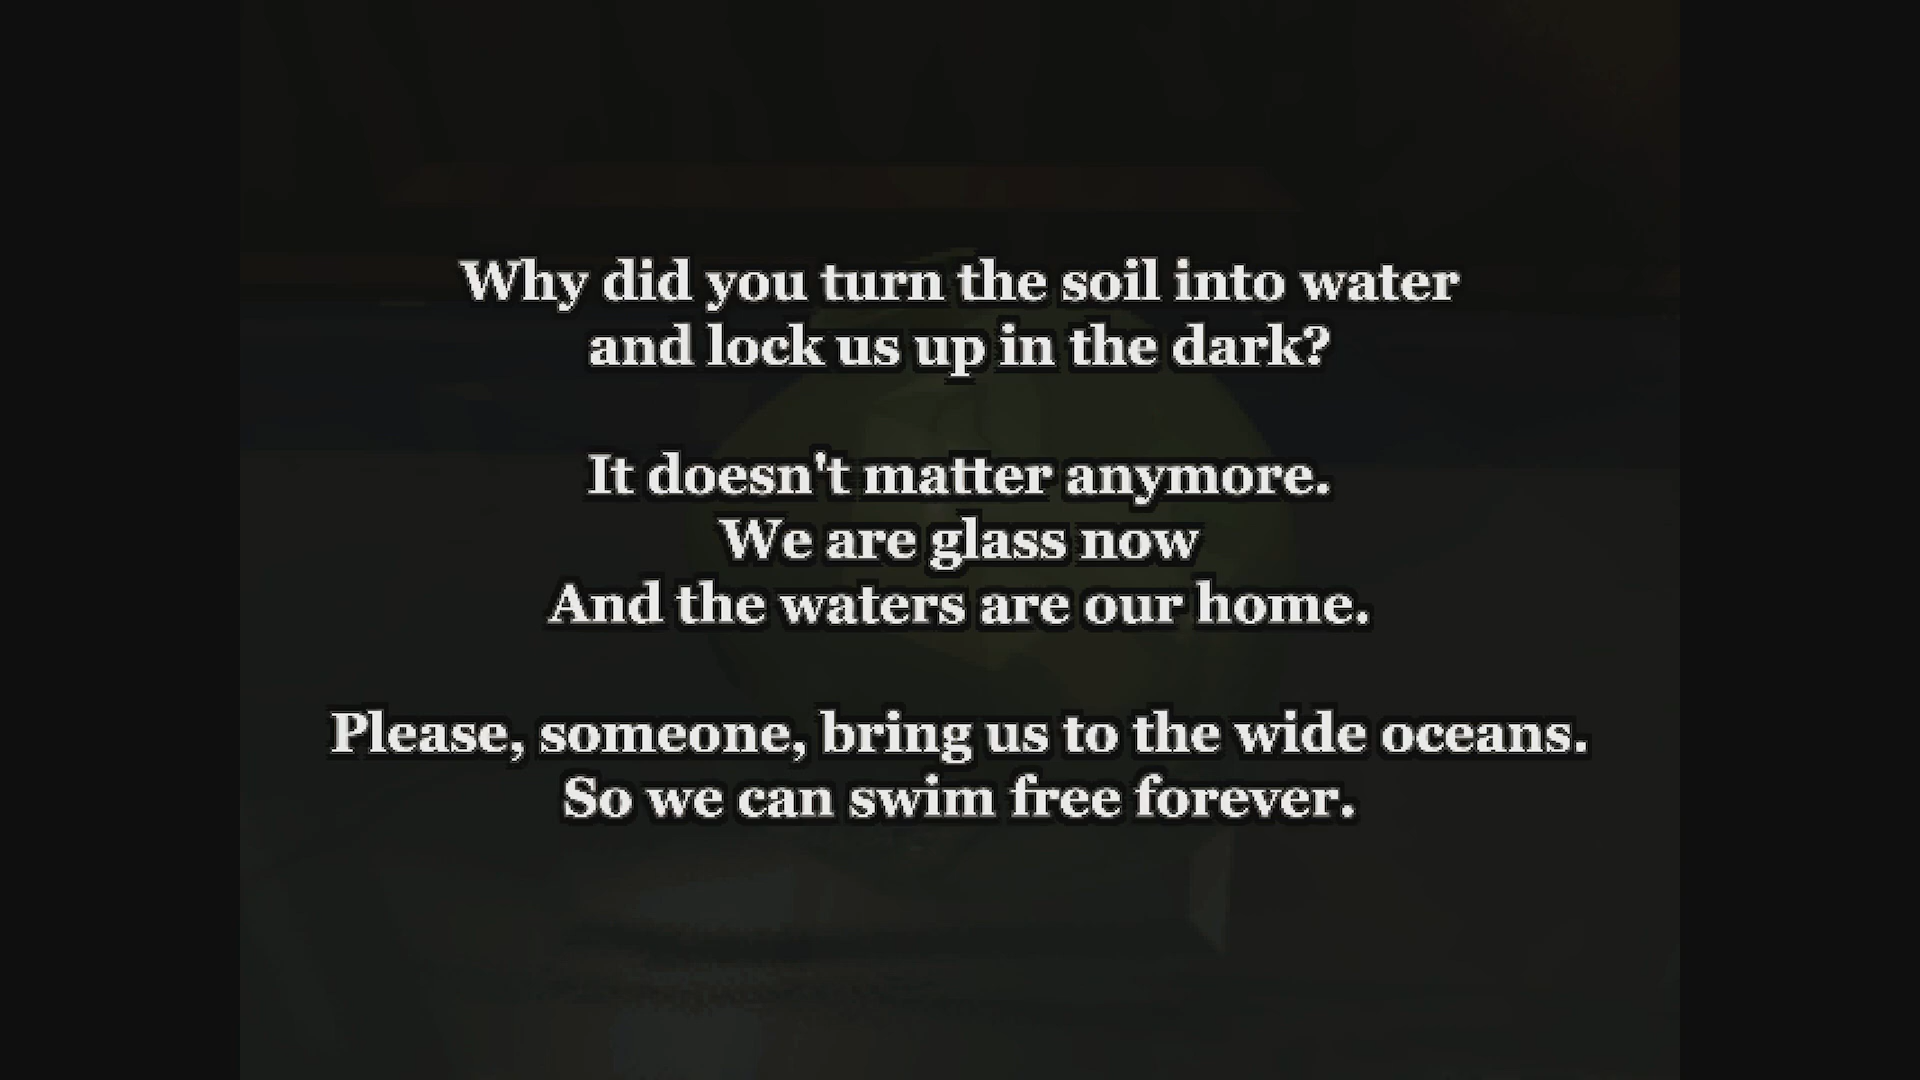 Why did you turn the soil into water
and lock us up in the dark?
It doesn't matter anymore.
We are glass now
And the waters are our home.
Please, someone, bring us to the wide oceans.
So we can swim free forever.